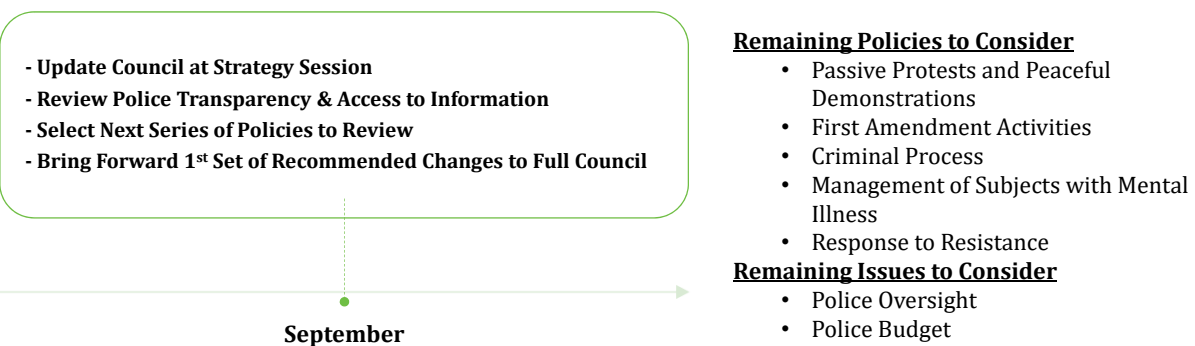 - Update Council at Strategy Session
- Review Police Transparency & Access to Information
- Select Next Series of Policies to Review
- Bring Forward 1st Set of Recommended Changes to Full Council
September
Remaining Policies to Consider
• Passive Protests and Peaceful
Demonstrations
• First Amendment Activities
• Criminal Process
• Management of Subjects with Mental
Illness
• Response to Resistance
Remaining Issues to Consider
• Police Oversight
• Police Budget